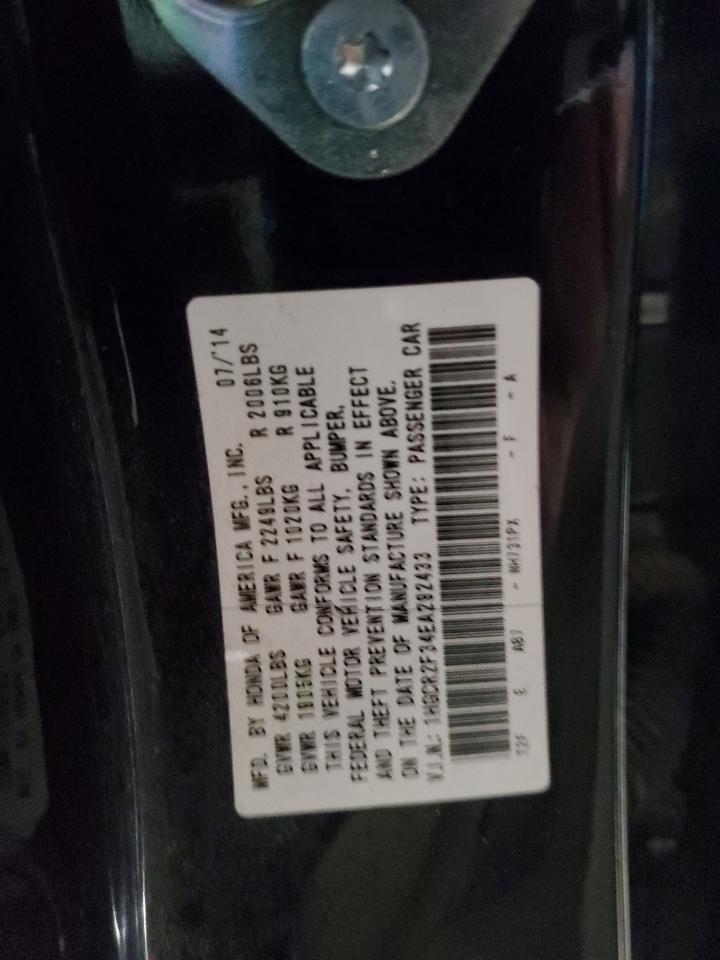 MFD. BY HONDA OF AMERICA MFG., INC. 07/'14
GVWR 4200LBS GAWR F 2249LBS R 2006LBS
GVWR 1905KG GAWR F 1020KG R 910KG
THIS VEHICLE CONFORMS TO ALL APPLICABLE
FEDERAL MOTOR VEHICLE SAFETY, BUMPER,
AND THEFT PREVENTION STANDARDS IN EFFECT
ON THE DATE OF MANUFACTURE SHOWN ABOVE.
V.I.N.: 1HGCR2F34EA292433 TYPE: PASSENGER CAR
T2F E AB7 - NH731PX - F - A